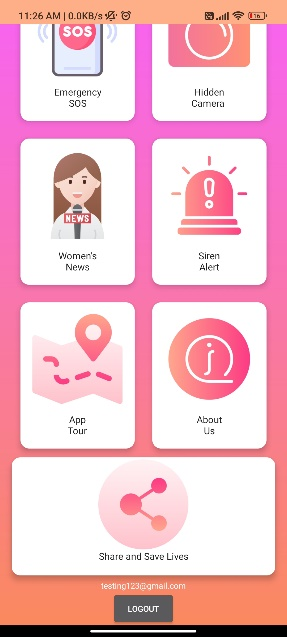 11:26 AM | 0.0KB/s
16
SOS
Emergency
SOS
Hidden
Camera
NEWS
Women's
News
Siren
Alert
App
Tour
About
Us
Share and Save Lives
testing123@gmail.com
LOGOUT